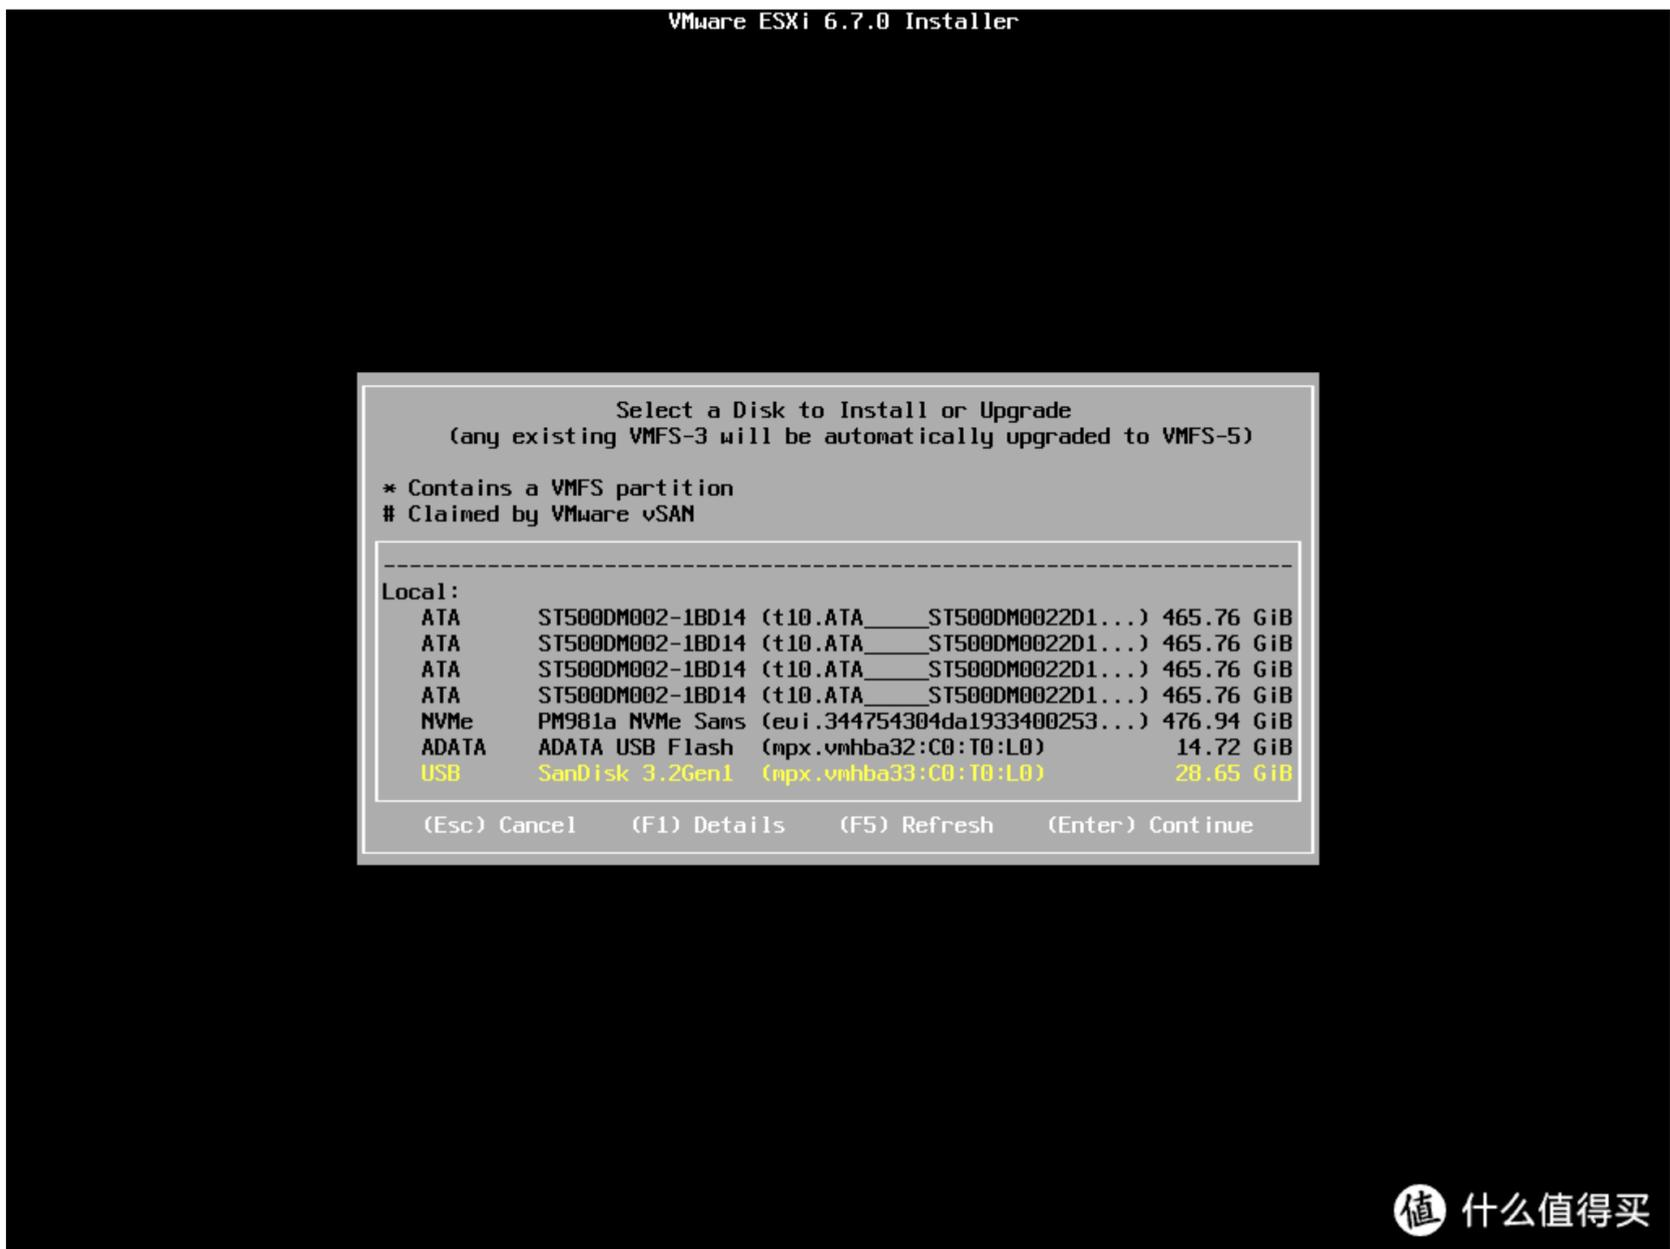 VMware ESXi 6.7.0 Installer
Select a Disk to Install or Upgrade
(any existing VMFS-3 will be automatically upgraded to VMFS-5)
* Contains a VMFS partition
# Claimed by VMware vSAN
----------------------------------------------------------------------
Local:
ATA ST500DM002-1BD14 (t10.ATA_____ST500DM0022D1...) 465.76 GiB
ATA ST500DM002-1BD14 (t10.ATA_____ST500DM0022D1...) 465.76 GiB
ATA ST500DM002-1BD14 (t10.ATA_____ST500DM0022D1...) 465.76 GiB
ATA ST500DM002-1BD14 (t10.ATA_____ST500DM0022D1...) 465.76 GiB
NVMe PM981a NVMe Sams (eui.344754304da1933400253...) 476.94 GiB
ADATA ADATA USB Flash (mpx.vmhba32:C0:T0:L0) 14.72 GiB
USB SanDisk 3.2Gen1 (mpx.vmhba33:C0:T0:L0) 28.65 GiB
(Esc) Cancel (F1) Details (F5) Refresh (Enter) Continue
值 什么值得买